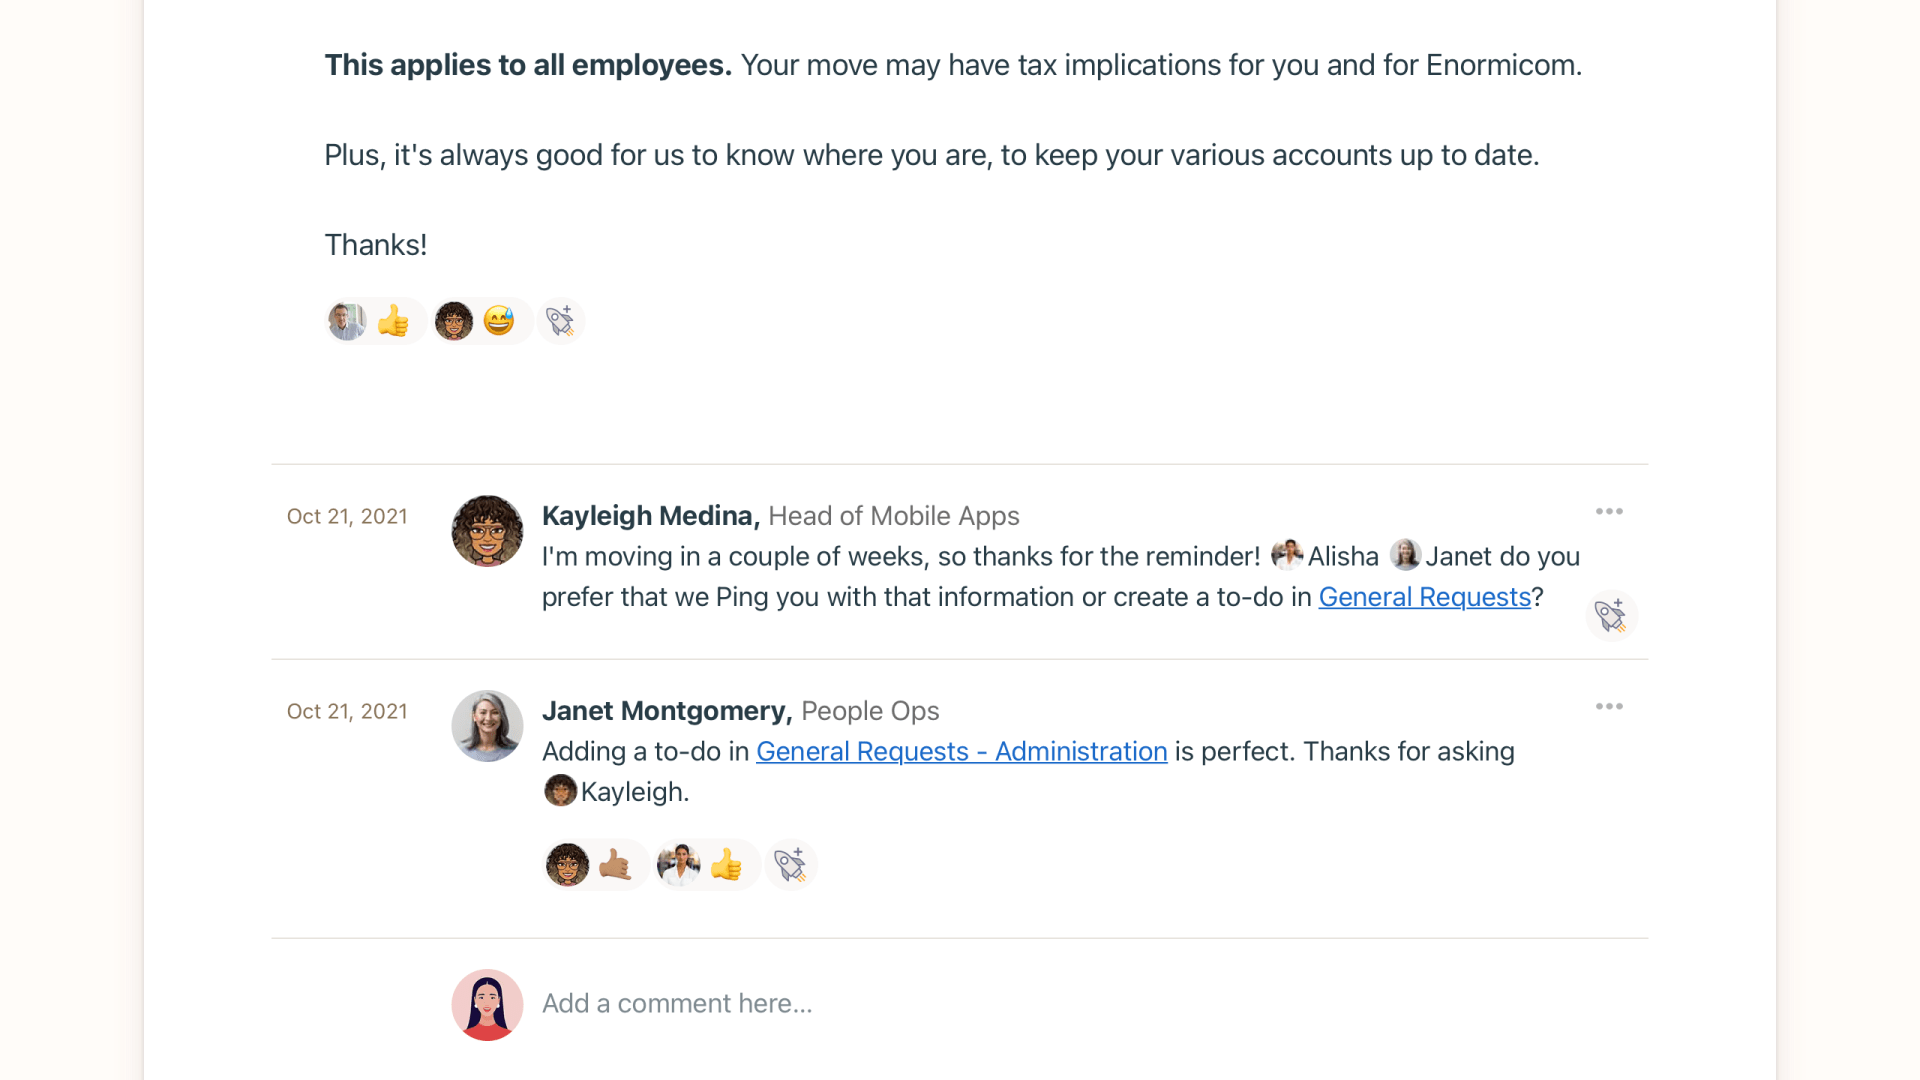 This applies to all employees. Your move may have tax implications for you and for Enormicom.
Plus, it's always good for us to know where you are, to keep your various accounts up to date.
Thanks!
Oct 21, 2021
Kayleigh Medina, Head of Mobile Apps
I'm moving in a couple of weeks, so thanks for the reminder! Alisha Janet do you
prefer that we Ping you with that information or create a to-do in General Requests?
Oct 21, 2021
Janet Montgomery, People Ops
Adding a to-do in General Requests - Administration is perfect. Thanks for asking
Kayleigh.
Add a comment here...